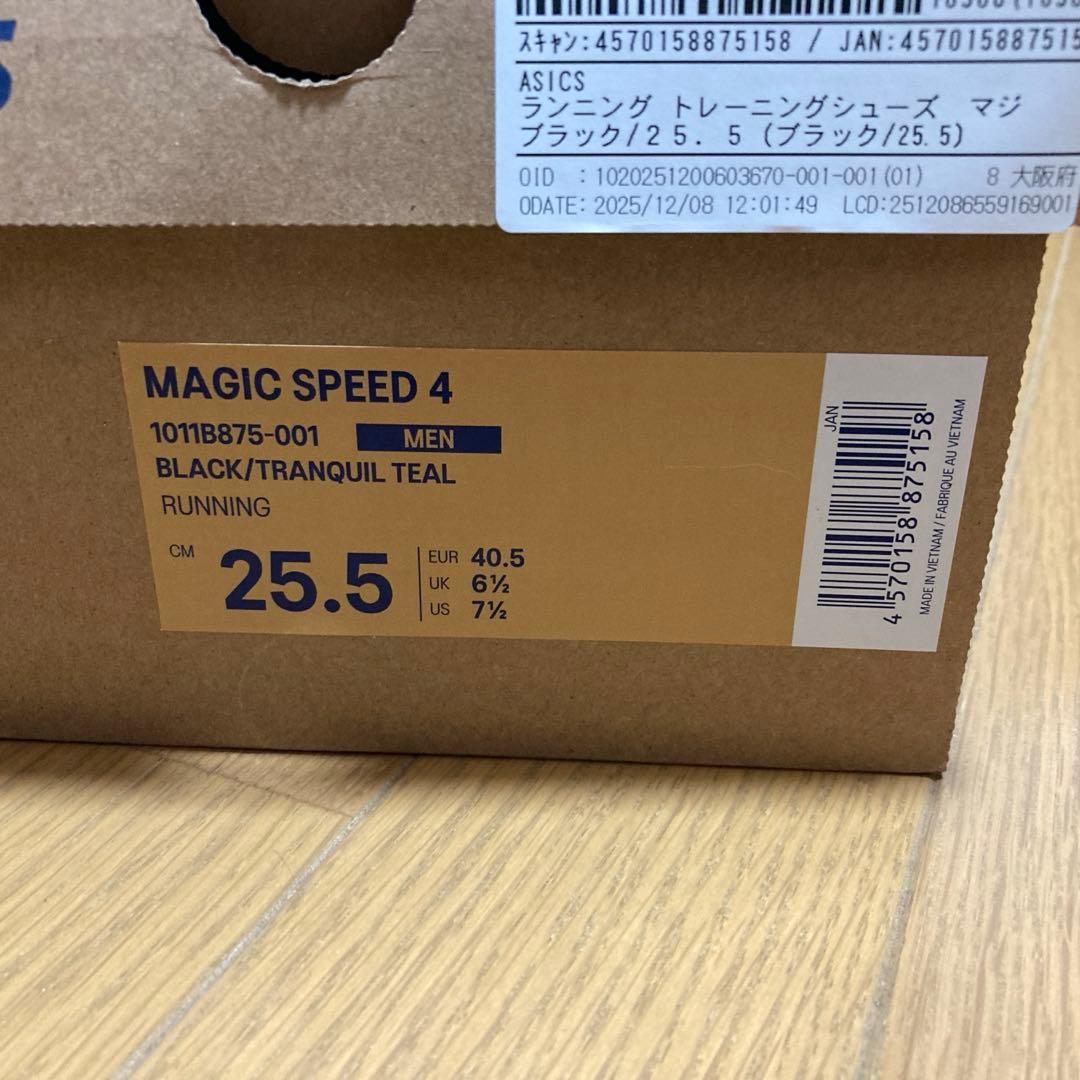 スキャン:4570158875158 / JAN:457015887515
ASICS
ランニング トレーニングシューズ マジ
ブラック/25.5 (ブラック/25.5)
OID :1020251200603670-001-001(01) 8 大阪府
ODATE:2025/12/08 12:01:49 LCD:2512086559169001
MAGIC SPEED 4
1011B875-001 MEN
BLACK/TRANQUIL TEAL
RUNNING
CM 25.5
EUR 40.5
UK 6½
US 7½
JAN
4 570158 875158
MADE IN VIETNAM / FABRIQUE AU VIETNAM